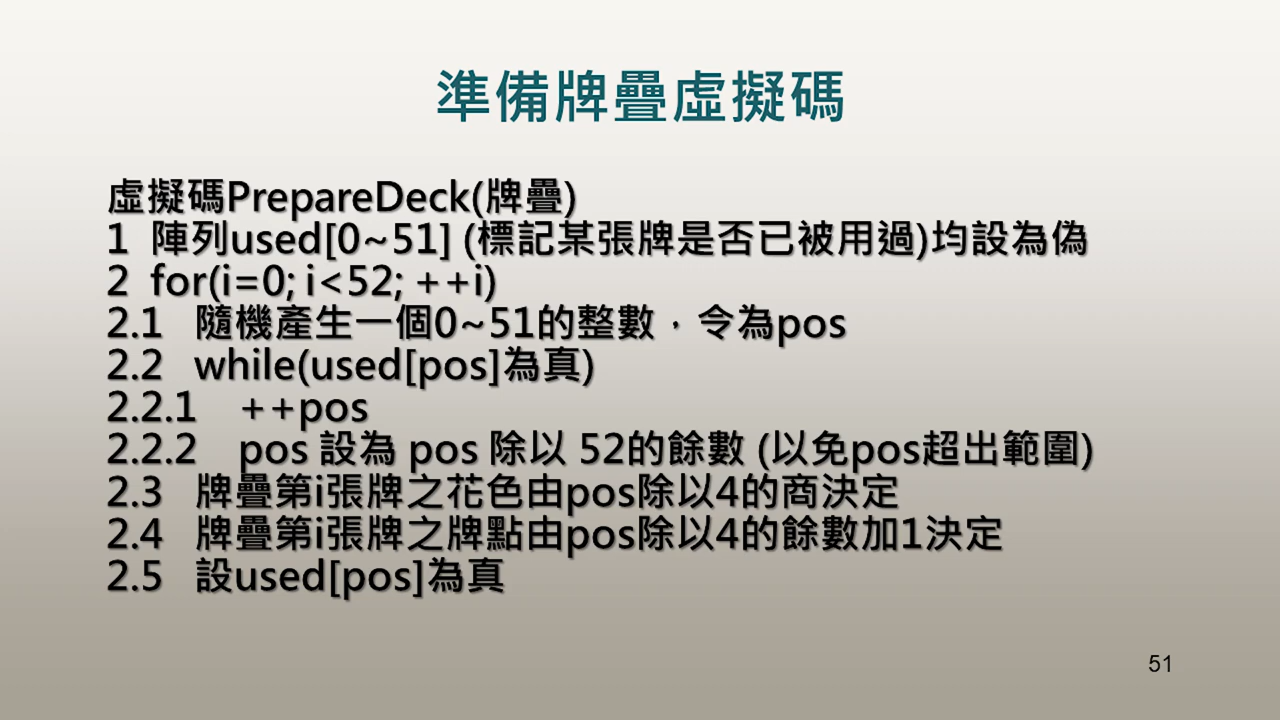 準備牌疊虛擬碼
虛擬碼PrepareDeck(牌疊)
1 陣列used[0~51] (標記某張牌是否已被用過)均設為偽
2 for(i=0; i<52; ++i)
2.1 隨機產生一個0~51的整數，令為pos
2.2 while(used[pos]為真)
2.2.1 ++pos
2.2.2 pos 設為 pos 除以 52的餘數 (以免pos超出範圍)
2.3 牌疊第i張牌之花色由pos除以4的商決定
2.4 牌疊第i張牌之牌點由pos除以4的餘數加1決定
2.5 設used[pos]為真
51